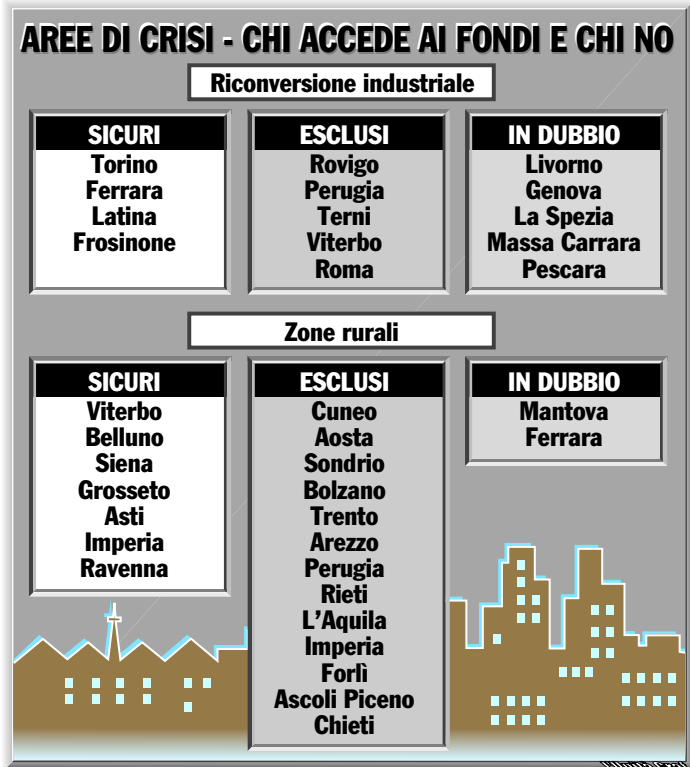 AREE DI CRISI - CHI ACCEDE AI FONDI E CHI NO
Riconversione industriale
SICURI
Torino
Ferrara
Latina
Frosinone
ESCLUSI
Rovigo
Perugia
Terni
Viterbo
Roma
IN DUBBIO
Livorno
Genova
La Spezia
Massa Carrara
Pescara
Zone rurali
SICURI
Viterbo
Belluno
Siena
Grosseto
Asti
Imperia
Ravenna
ESCLUSI
Cuneo
Aosta
Sondrio
Bolzano
Trento
Arezzo
Perugia
Rieti
L'Aquila
Imperia
Forlì
Ascoli Piceno
Chieti
IN DUBBIO
Mantova
Ferrara